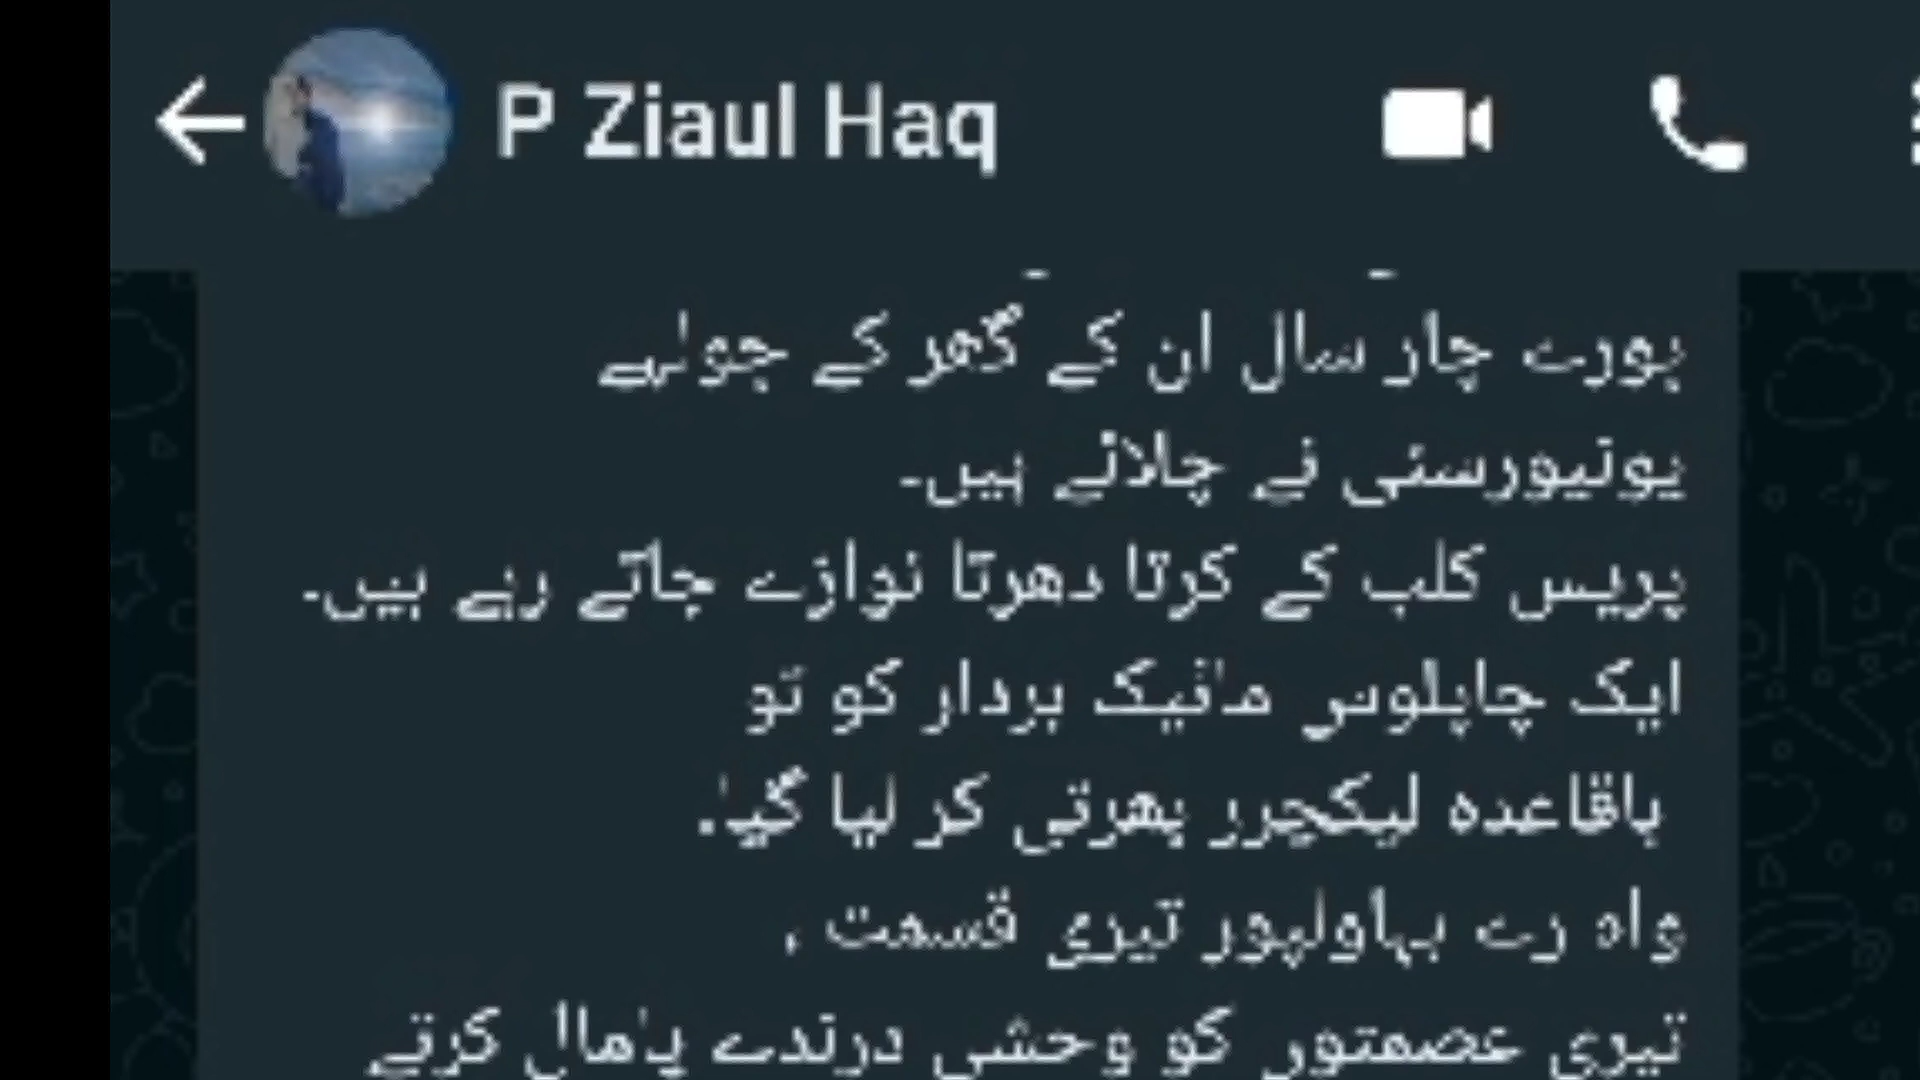 P Ziaul Haq
پورے چار سال ان کے گھر کے چولہے
یونیورسٹی نے چلائے ہیں۔
پریس کلب کے کرتا دھرتا نوازے جاتے رہے ہیں۔
ایک چاپلوس مائیک بردار کو تو
باقاعدہ لیکچرر بھرتی کر لیا گیا.
واہ رے بہاولپور تیری قسمت ،
تیری عصمتوں کو وحشی درندے پامال کرتے